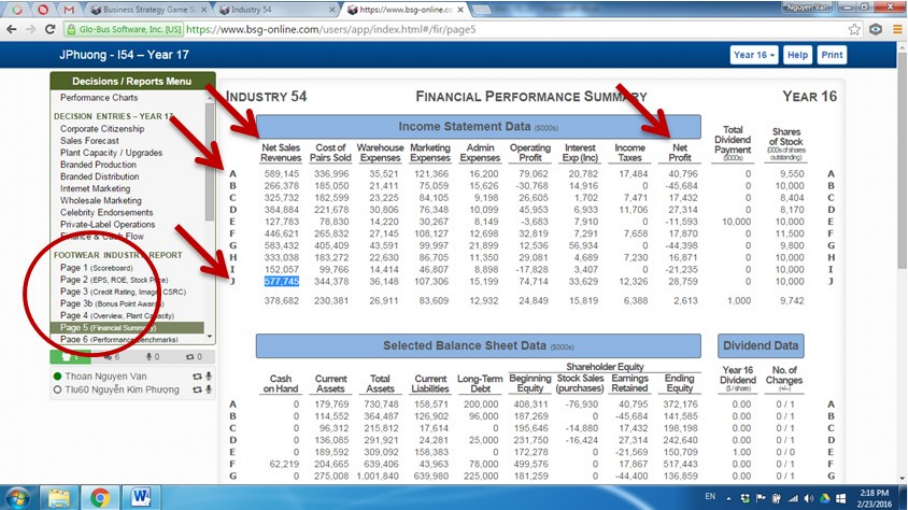 Business Strategy Game S
Industry 54
https://www.bsg-online.co
Nguyen Van
Glo-Bus Software, Inc. [US] https://www.bsg-online.com/users/app/index.html#/fir/page5
JPhuong - I54 – Year 17
Year 16
Help
Print
Decisions / Reports Menu
Performance Charts
DECISION ENTRIES – YEAR 17
Corporate Citizenship
Sales Forecast
Plant Capacity / Upgrades
Branded Production
Branded Distribution
Internet Marketing
Wholesale Marketing
Celebrity Endorsements
Private-Label Operations
Finance & Cash Flow
FOOTWEAR INDUSTRY REPORT
Page 1 (Scoreboard)
Page 2 (EPS, ROE, Stock Price)
Page 3 (Credit Rating, Image, CSRC)
Page 3b (Bonus Point Awards)
Page 4 (Overview, Plant Capacity)
Page 5 (Financial Summary)
Page 6 (Performance Benchmarks)
6 0 0
Thoan Nguyen Van
Tlu60 Nguyễn Kim Phượng
INDUSTRY 54 FINANCIAL PERFORMANCE SUMMARY YEAR 16
Income Statement Data ($000s)
Net Sales Revenues Cost of Pairs Sold Warehouse Expenses Marketing Expenses Admin Expenses Operating Profit Interest Exp (Inc) Income Taxes Net Profit Total Dividend Payment ($000s) Shares of Stock (000s of shares outstanding)
A 589,145 336,996 35,521 121,366 16,200 79,062 20,782 17,484 40,796 0 9,550 A
B 266,378 185,050 21,411 75,059 15,626 -30,768 14,916 0 -45,684 0 10,000 B
C 325,732 182,599 23,225 84,105 9,198 26,605 1,702 7,471 17,432 0 8,404 C
D 384,884 221,678 30,806 76,348 10,099 45,953 6,933 11,706 27,314 0 8,170 D
E 127,783 78,830 14,220 30,267 8,149 -3,683 7,910 0 -11,593 10,000 10,000 E
F 446,621 265,832 27,145 108,127 12,698 32,819 7,291 7,658 17,870 0 11,500 F
G 583,432 405,409 43,591 99,997 21,899 12,536 56,934 0 -44,398 0 9,800 G
H 333,038 183,272 22,630 86,705 11,350 29,081 4,689 7,230 16,871 0 10,000 H
I 152,057 99,766 14,414 46,807 8,898 -17,828 3,407 0 -21,235 0 10,000 I
J 577,745 344,378 36,148 107,306 15,199 74,714 33,629 12,326 28,759 0 10,000 J
378,682 230,381 26,911 83,609 12,932 24,849 15,819 6,388 2,613 1,000 9,742
Selected Balance Sheet Data ($000s)
Dividend Data
Shareholder Equity
Cash on Hand Current Assets Total Assets Current Liabilities Long-Term Debt Beginning Equity Stock Sales (purchases) Earnings Retained Ending Equity Year 16 Dividend ($/share) No. of Changes (+/-)
A 0 179,769 730,748 158,571 200,000 408,311 -76,930 40,795 372,176 0.00 0 / 1 A
B 0 114,552 364,487 126,902 96,000 187,269 0 -45,684 141,585 0.00 0 / 1 B
C 0 96,312 215,812 17,614 0 195,646 -14,880 17,432 198,198 0.00 0 / 1 C
D 0 136,085 291,921 24,281 25,000 231,750 -16,424 27,314 242,640 0.00 0 / 1 D
E 0 189,592 309,092 158,383 0 172,278 0 -21,569 150,709 1.00 0 / 0 E
F 62,219 204,665 639,406 43,963 78,000 499,576 0 17,867 517,443 0.00 0 / 1 F
G 0 275,008 1,001,840 639,980 225,000 181,259 0 -44,400 136,859 0.00 0 / 1 G
EN
2:18 PM
2/23/2016